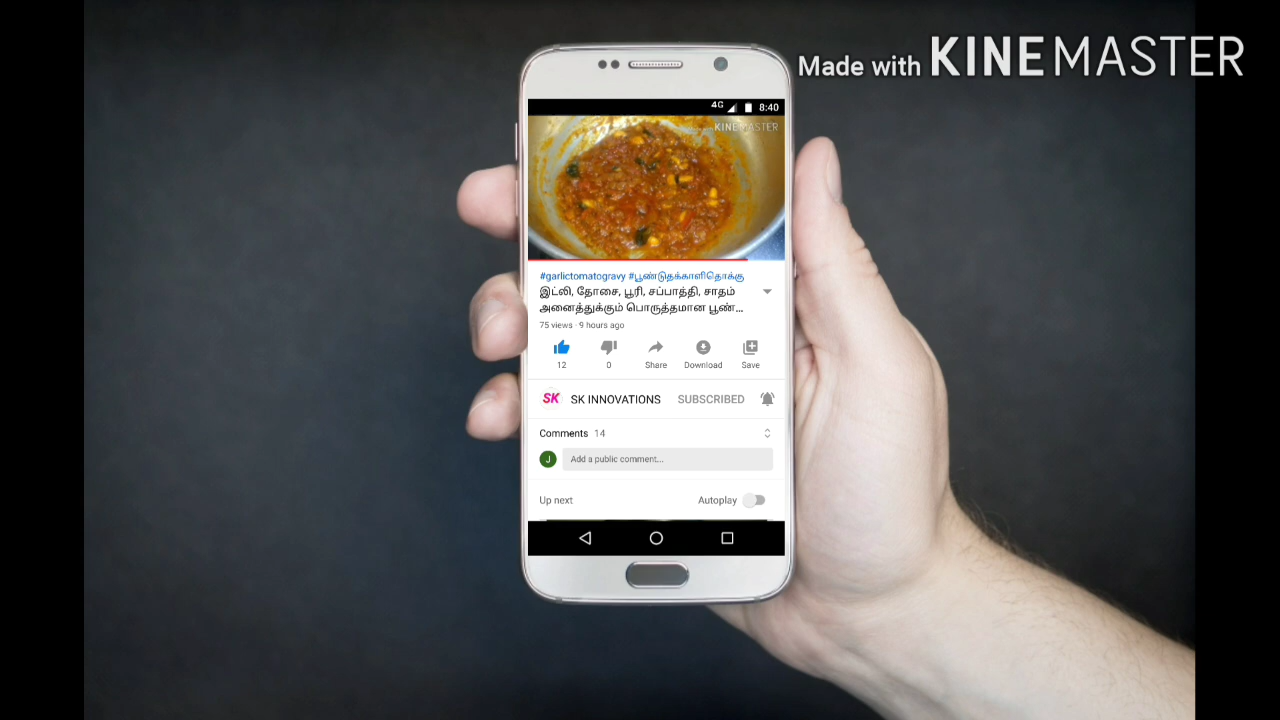 Made with KINEMASTER
4G 8:40
KINEMASTER
#garlictomatogravy #பூண்டுதக்காளிதொக்கு
இட்லி, தோசை, பூரி, சப்பாத்தி, சாதம்
அனைத்துக்கும் பொருத்தமான பூண்...
75 views · 9 hours ago
12 0 Share Download Save
SK SK INNOVATIONS SUBSCRIBED
Comments 14
J Add a public comment...
Up next Autoplay